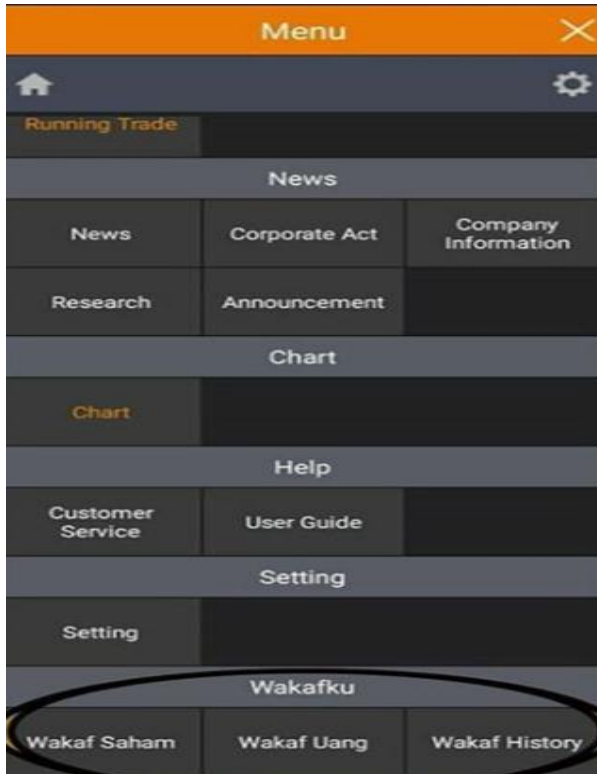 Menu
Running Trade
News
News Corporate Act Company Information
Research Announcement
Chart
Chart
Help
Customer Service User Guide
Setting
Setting
Wakafku
Wakaf Saham Wakaf Uang Wakaf History